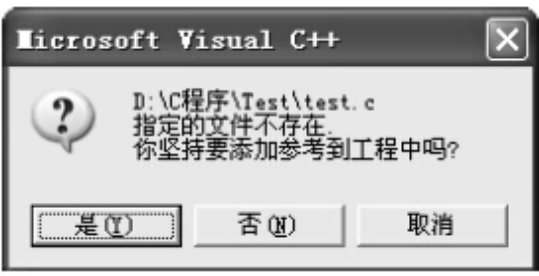 Microsoft Visual C++
D:\C程序\Test\test.c
指定的文件不存在.
你坚持要添加参考到工程中吗?
是(Y)
否(N)
取消